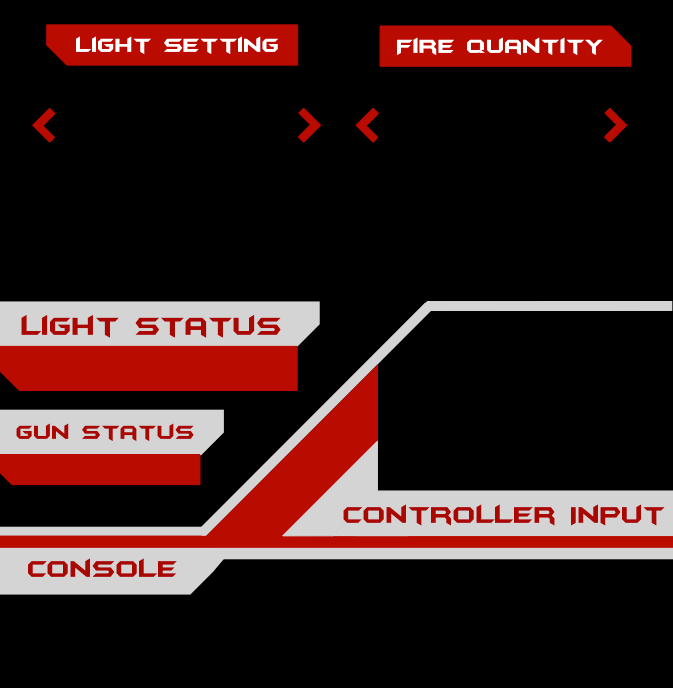 LIGHT SETTING
FIRE QUANTITY
LIGHT STATUS
GUN STATUS
CONTROLLER INPUT
CONSOLE